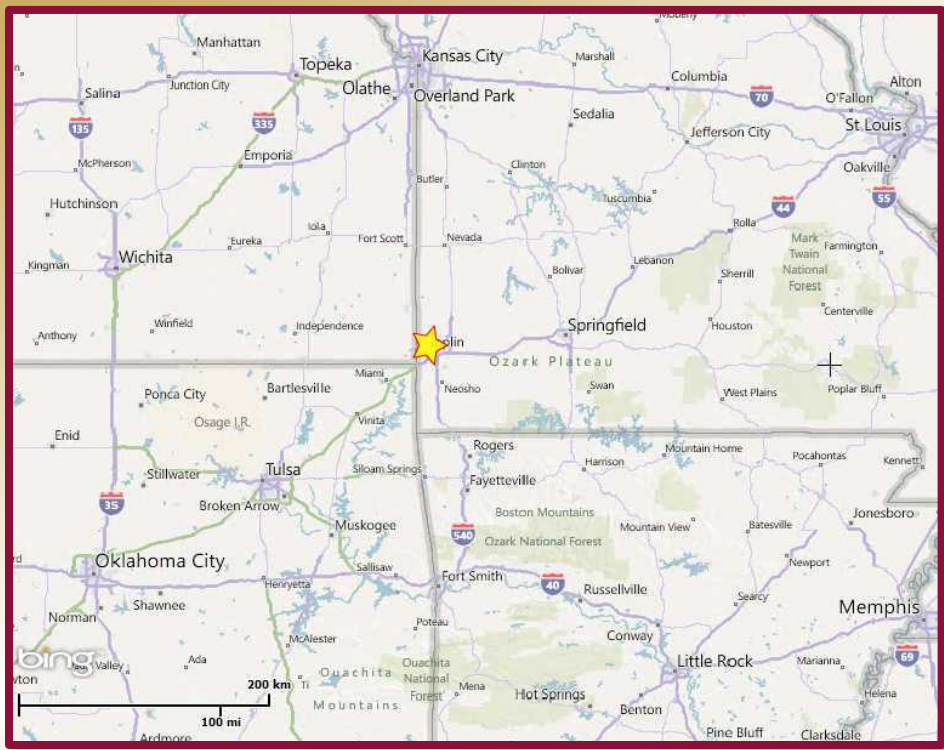 McBerly
Manhattan
Kansas City
Marshall
Topeka
Junction City
Columbia
Alton
Salina
Olathe
Overland Park
70
O'Fallon
135
335
Sedalia
St Louis
Jefferson City
Emporia
McPherson
Clinton
Oakville
Butler
Tuscumbia
55
Hutchinson
44
Iola
Rolla
Eureka
Fort Scott
Nevada
Mark
Twain
National
Forest
Farmington
Wichita
Kingman
Lebanon
Bolivar
Sherrill
Centerville
Winfield
Independence
Springfield
Houston
Anthony
plin
Ozark Plateau
Miami
Neosho
Swan
West Plains
Poplar Bluff
Ponca City
Bartlesville
Osage I.R.
Vinita
Enid
Rogers
Mountain Home
Pocahontas
Kennett
Tulsa
Siloam Springs
Harrison
Stillwater
Fayetteville
35
Broken Arrow
Boston Mountains
Jonesboro
Muskogee
Mountain View
Batesville
540
Ozark National Forest
Oklahoma City
Sallisaw
Newport
Henryetta
Fort Smith
40
Russellville
Shawnee
Searcy
Norman
Poteau
Memphis
McAlester
Conway
bing
Valley
Ada
Ouachita
Mountains
Ouachita
National
Forest
Little Rock
Marianna
69
wton
200 km
Ti
Mena
Hot Springs
Helena
Benton
100 mi
Ardmore
Pine Bluff
Clarksdale